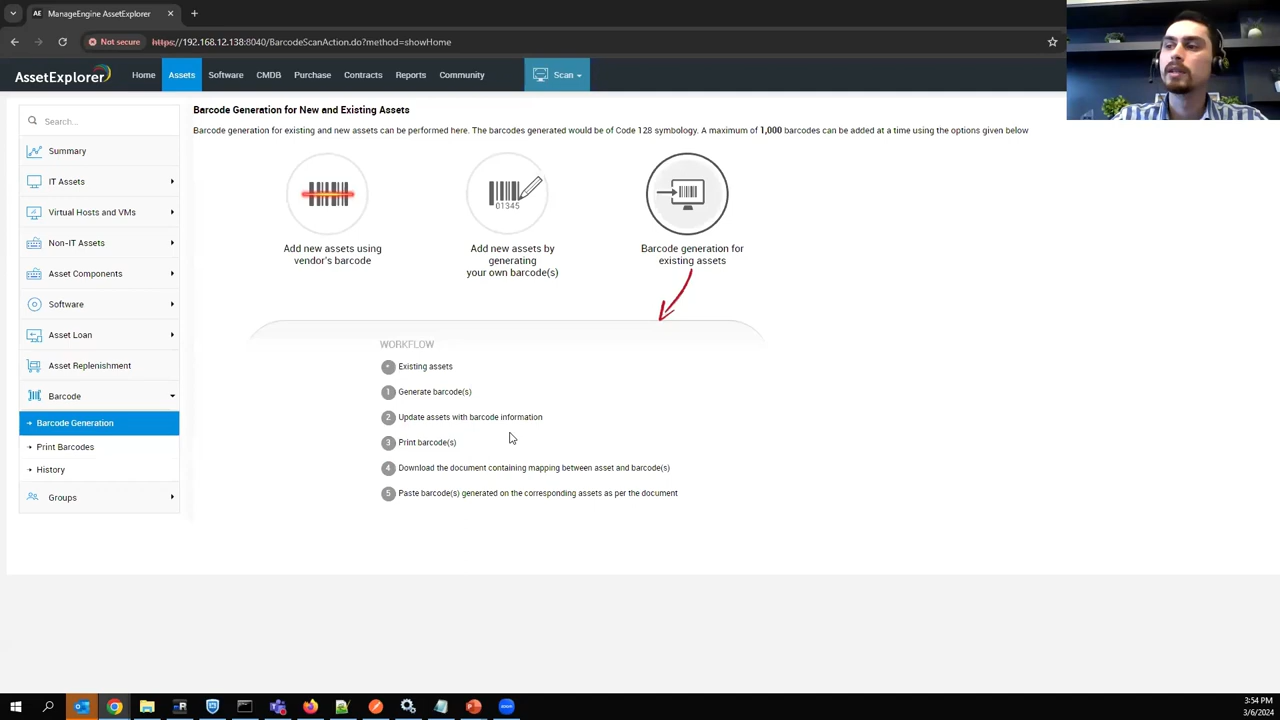 AE ManageEngine AssetExplorer
Not secure https://192.168.12.138:8040/BarcodeScanAction.do?method=showHome
AssetExplorer Home Assets Software CMDB Purchase Contracts Reports Community Scan
Search...
Summary
IT Assets
Virtual Hosts and VMs
Non-IT Assets
Asset Components
Software
Asset Loan
Asset Replenishment
Barcode
Barcode Generation
Print Barcodes
History
Groups
Barcode Generation for New and Existing Assets
Barcode generation for existing and new assets can be performed here. The barcodes generated would be of Code 128 symbology. A maximum of 1,000 barcodes can be added at a time using the options given below
01345
Add new assets using
vendor's barcode
Add new assets by
generating
your own barcode(s)
Barcode generation for
existing assets
WORKFLOW
* Existing assets
1 Generate barcode(s)
2 Update assets with barcode information
3 Print barcode(s)
4 Download the document containing mapping between asset and barcode(s)
5 Paste barcode(s) generated on the corresponding assets as per the document
3:54 PM
3/6/2024